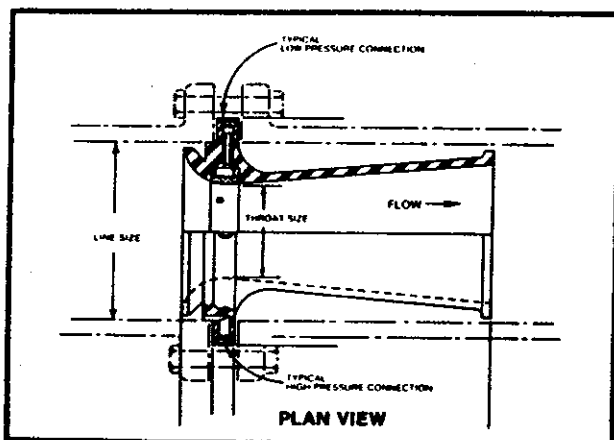 TYPICAL
LOW PRESSURE CONNECTION
THROAT SIZE
FLOW
LINE SIZE
TYPICAL
HIGH PRESSURE CONNECTION
PLAN VIEW